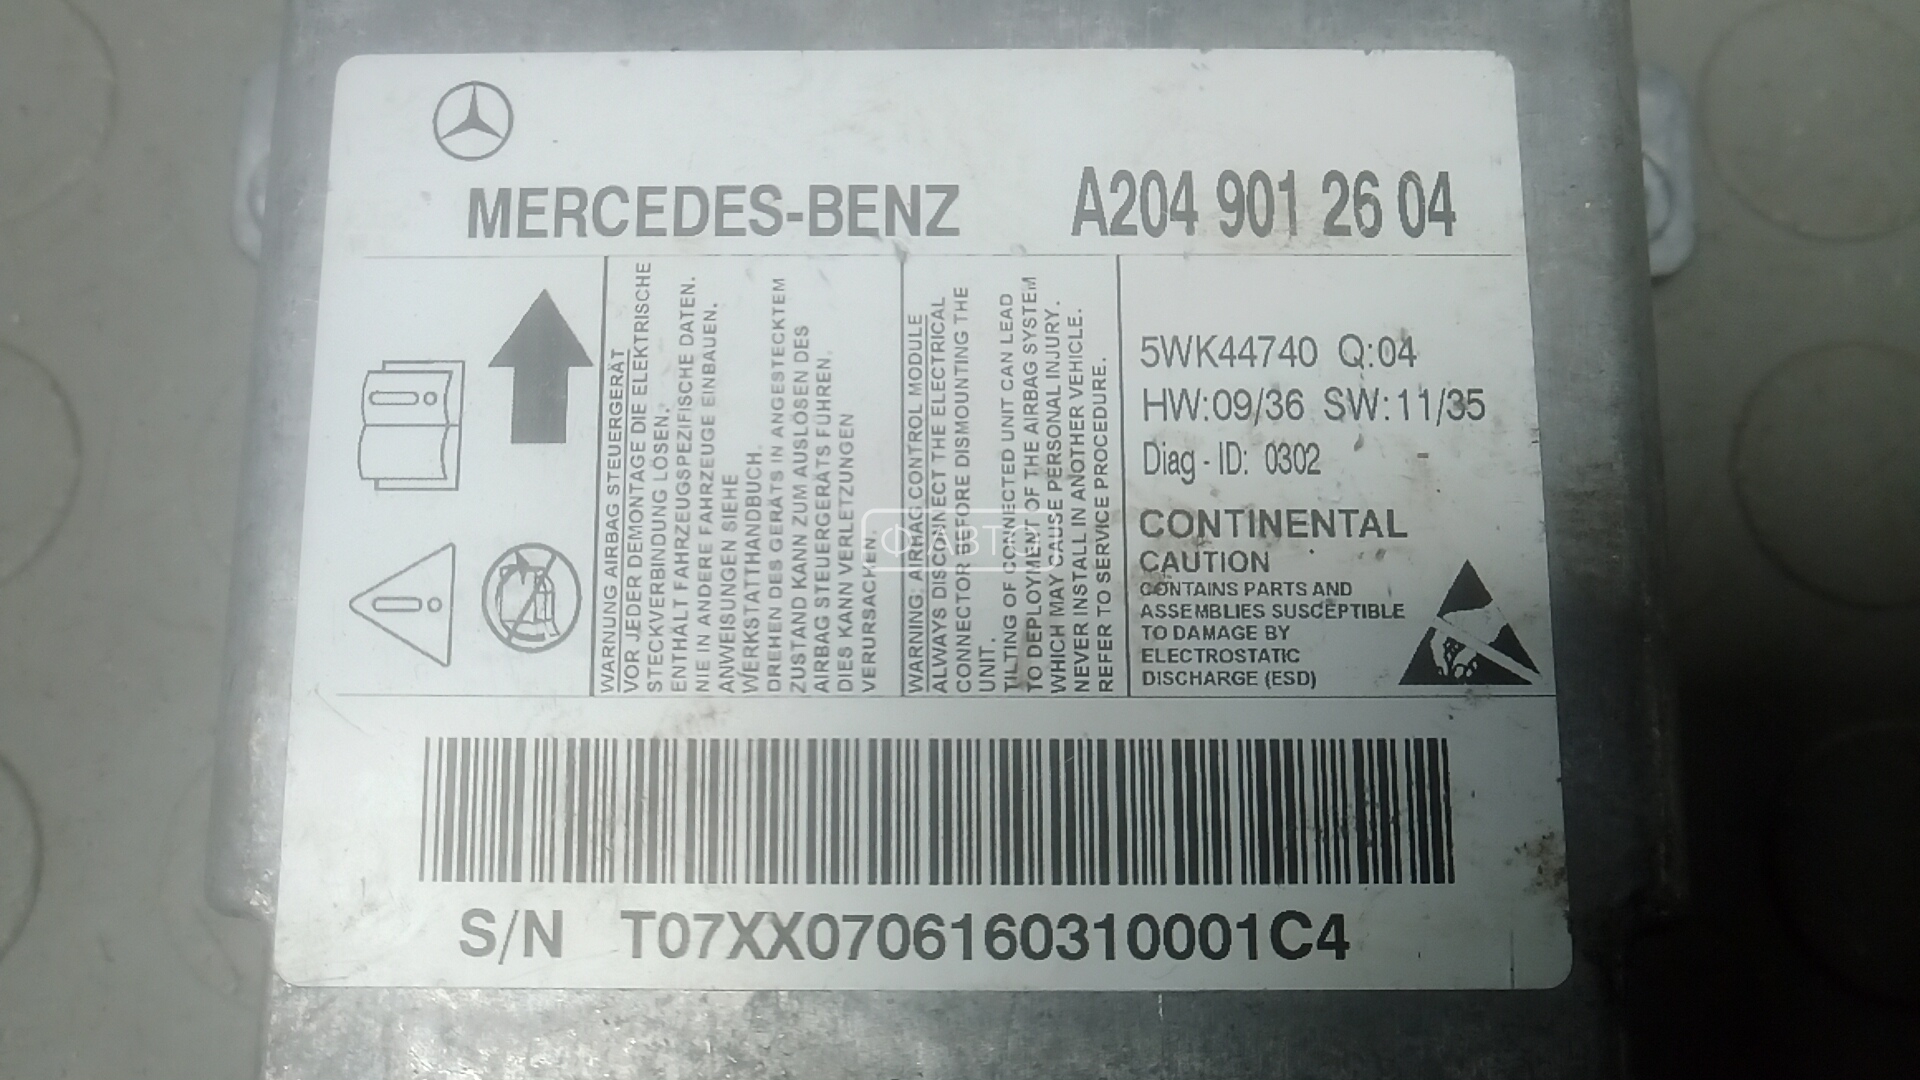 MERCEDES-BENZ
A204 901 26 04
WARNUNG AIRBAG STEUERGERÄT
VOR JEDER DEMONTAGE DIE ELEKTRISCHE
STECKVERBINDUNG LÖSEN.
ENTHÄLT FAHRZEUGSPEZIFISCHE DATEN.
NIE IN ANDERE FAHRZEUGE EINBAUEN.
ANWEISUNGEN SIEHE
WERKSTATTHANDBUCH.
DREHEN DES GERÄTS IN ANGESTECKTEM
ZUSTAND KANN ZUM AUSLÖSEN DES
AIRBAG STEUERGERÄTS FÜHREN.
DIES KANN VERLETZUNGEN
VERURSACHEN.
WARNING: AIRBAG CONTROL MODULE
ALWAYS DISCONNECT THE ELECTRICAL
CONNECTOR BEFORE DISMOUNTING THE
UNIT.
TILTING OF CONNECTED UNIT CAN LEAD
TO DEPLOYMENT OF THE AIRBAG SYSTEM
WHICH MAY CAUSE PERSONAL INJURY.
NEVER INSTALL IN ANOTHER VEHICLE.
REFER TO SERVICE PROCEDURE.
5WK44740 Q:04
HW:09/36 SW:11/35
Diag - ID: 0302
CONTINENTAL
CAUTION
CONTAINS PARTS AND
ASSEMBLIES SUSCEPTIBLE
TO DAMAGE BY
ELECTROSTATIC
DISCHARGE (ESD)
Ф АВТО
S/N T07XX0706160310001C4